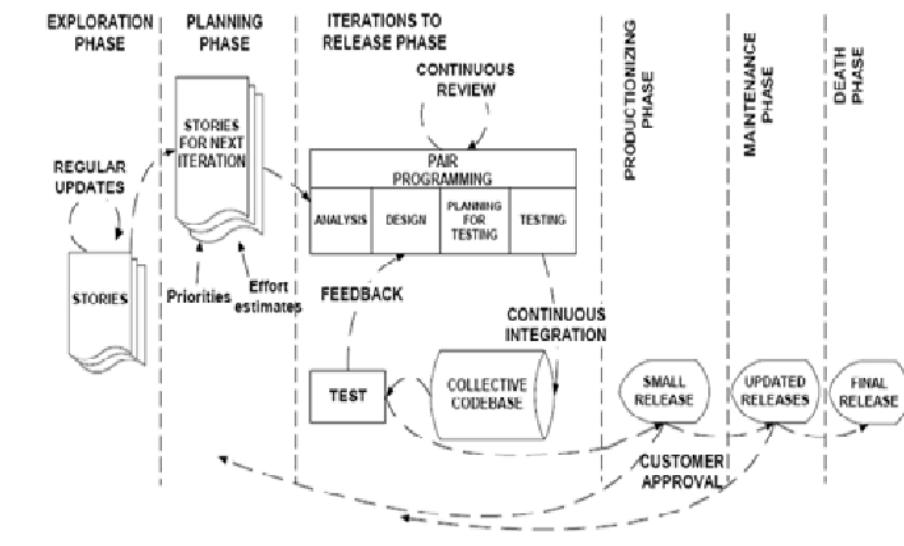 EXPLORATION
PHASE
PLANNING
PHASE
ITERATIONS TO
RELEASE PHASE
PRODUCTIONIZING
PHASE
MAINTENANCE
PHASE
DEATH
PHASE
CONTINUOUS
REVIEW
STORIES
FOR NEXT
ITERATION
REGULAR
UPDATES
PAIR
PROGRAMMING
ANALYSIS
DESIGN
PLANNING
FOR
TESTING
TESTING
STORIES
Priorities
Effort
estimates
FEEDBACK
CONTINUOUS
INTEGRATION
TEST
COLLECTIVE
CODEBASE
SMALL
RELEASE
UPDATED
RELEASES
FINAL
RELEASE
CUSTOMER
APPROVAL